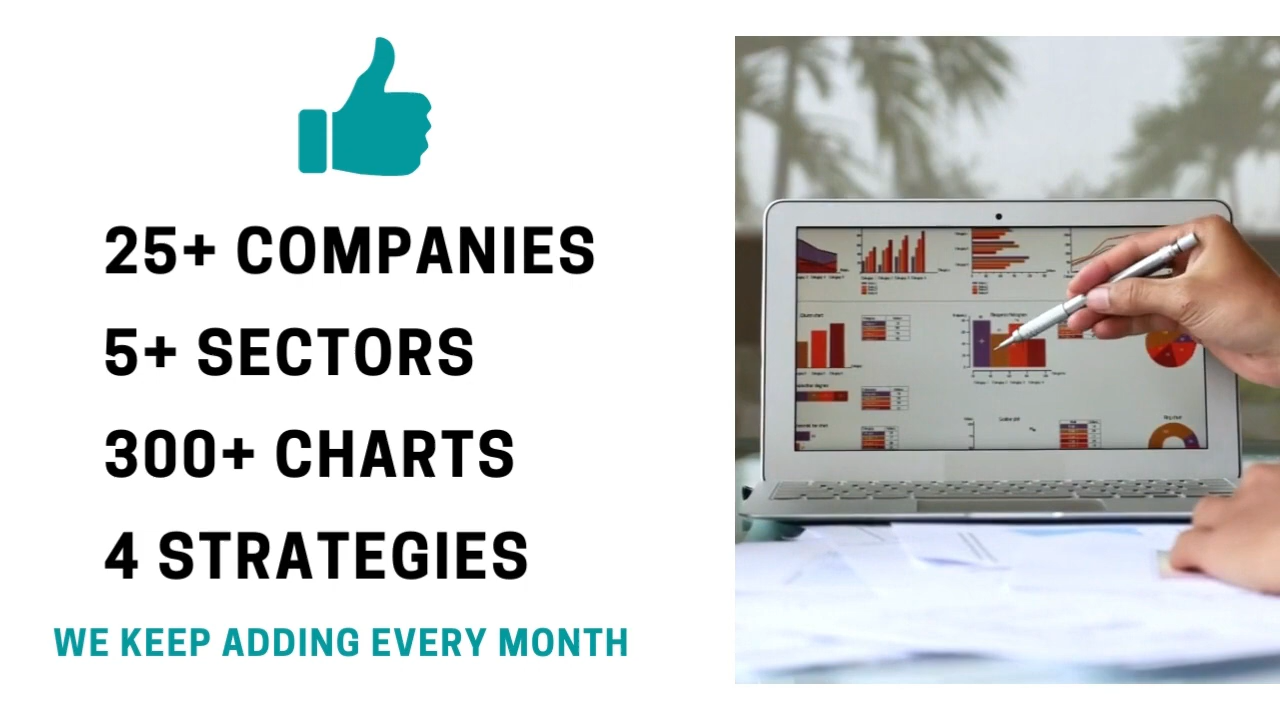 25+ COMPANIES
5+ SECTORS
300+ CHARTS
4 STRATEGIES
WE KEEP ADDING EVERY MONTH